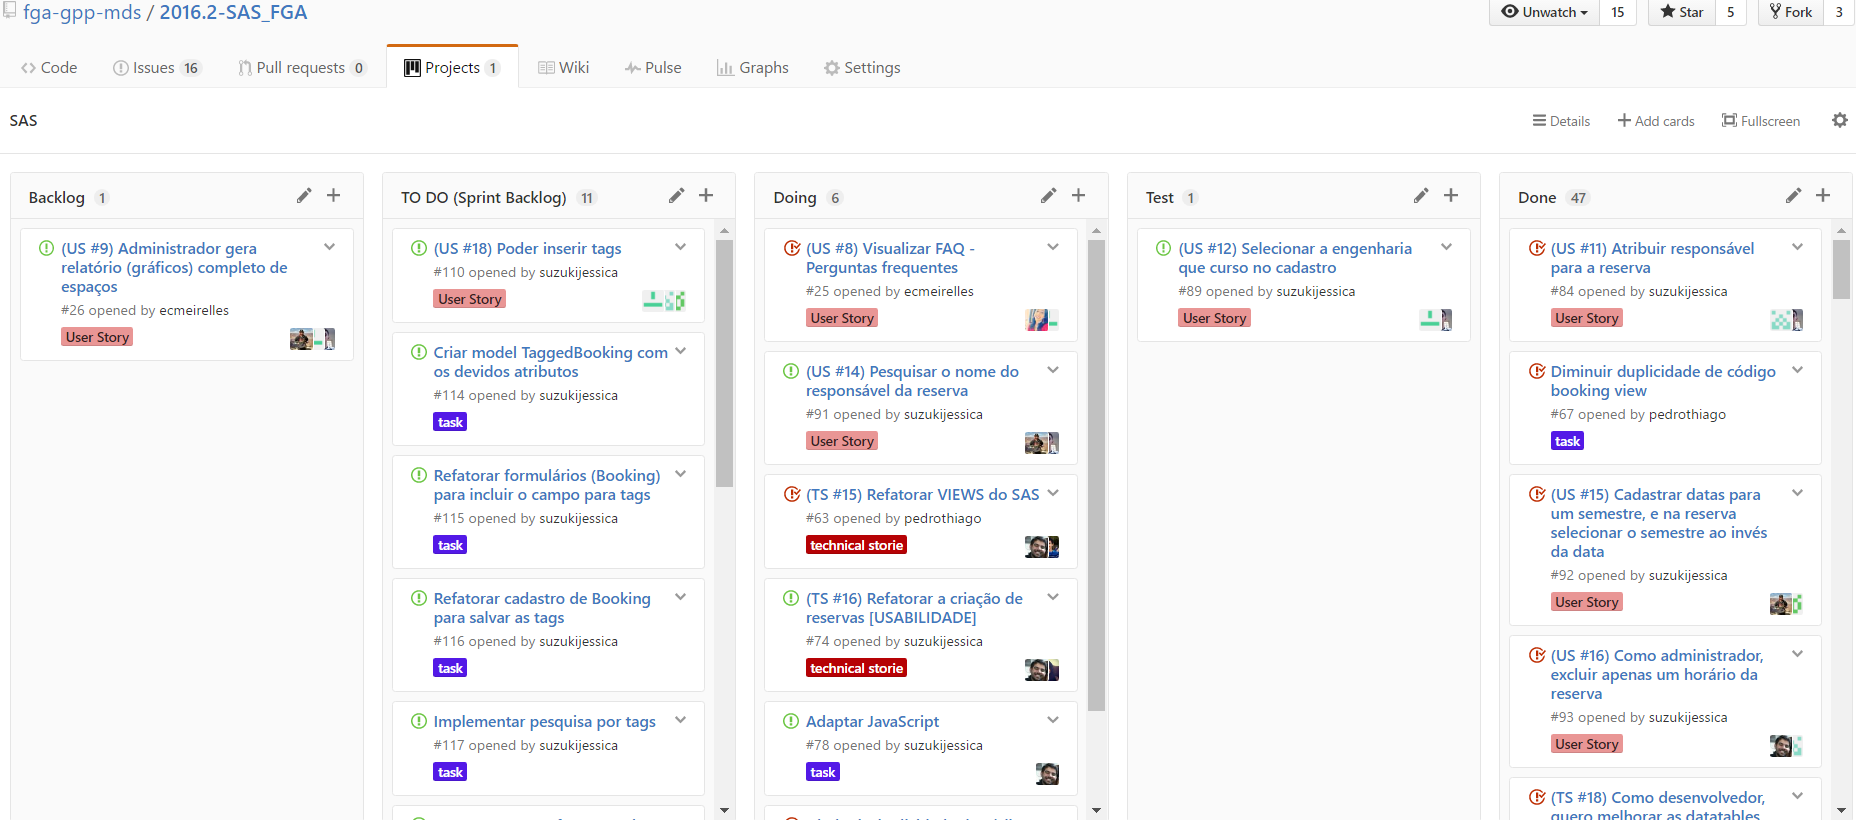 fga-gpp-mds / 2016.2-SAS_FGA
Unwatch 15 Star 5 Fork 3
Code Issues 16 Pull requests 0 Projects 1 Wiki Pulse Graphs Settings
SAS
Details Add cards Fullscreen
Backlog 1
(US #9) Administrador gera
relatório (gráficos) completo de
espaços
#26 opened by ecmeirelles
User Story
TO DO (Sprint Backlog) 11
(US #18) Poder inserir tags
#110 opened by suzukijessica
User Story
Criar model TaggedBooking com
os devidos atributos
#114 opened by suzukijessica
task
Refatorar formulários (Booking)
para incluir o campo para tags
#115 opened by suzukijessica
task
Refatorar cadastro de Booking
para salvar as tags
#116 opened by suzukijessica
task
Implementar pesquisa por tags
#117 opened by suzukijessica
task
Doing 6
(US #8) Visualizar FAQ -
Perguntas frequentes
#25 opened by ecmeirelles
User Story
(US #14) Pesquisar o nome do
responsável da reserva
#91 opened by suzukijessica
User Story
(TS #15) Refatorar VIEWS do SAS
#63 opened by pedrothiago
technical storie
(TS #16) Refatorar a criação de
reservas [USABILIDADE]
#74 opened by suzukijessica
technical storie
Adaptar JavaScript
#78 opened by suzukijessica
task
Test 1
(US #12) Selecionar a engenharia
que curso no cadastro
#89 opened by suzukijessica
User Story
Done 47
(US #11) Atribuir responsável
para a reserva
#84 opened by suzukijessica
User Story
Diminuir duplicidade de código
booking view
#67 opened by pedrothiago
task
(US #15) Cadastrar datas para
um semestre, e na reserva
selecionar o semestre ao invés
da data
#92 opened by suzukijessica
User Story
(US #16) Como administrador,
excluir apenas um horário da
reserva
#93 opened by suzukijessica
User Story
(TS #18) Como desenvolvedor,
quero melhorar as datatables